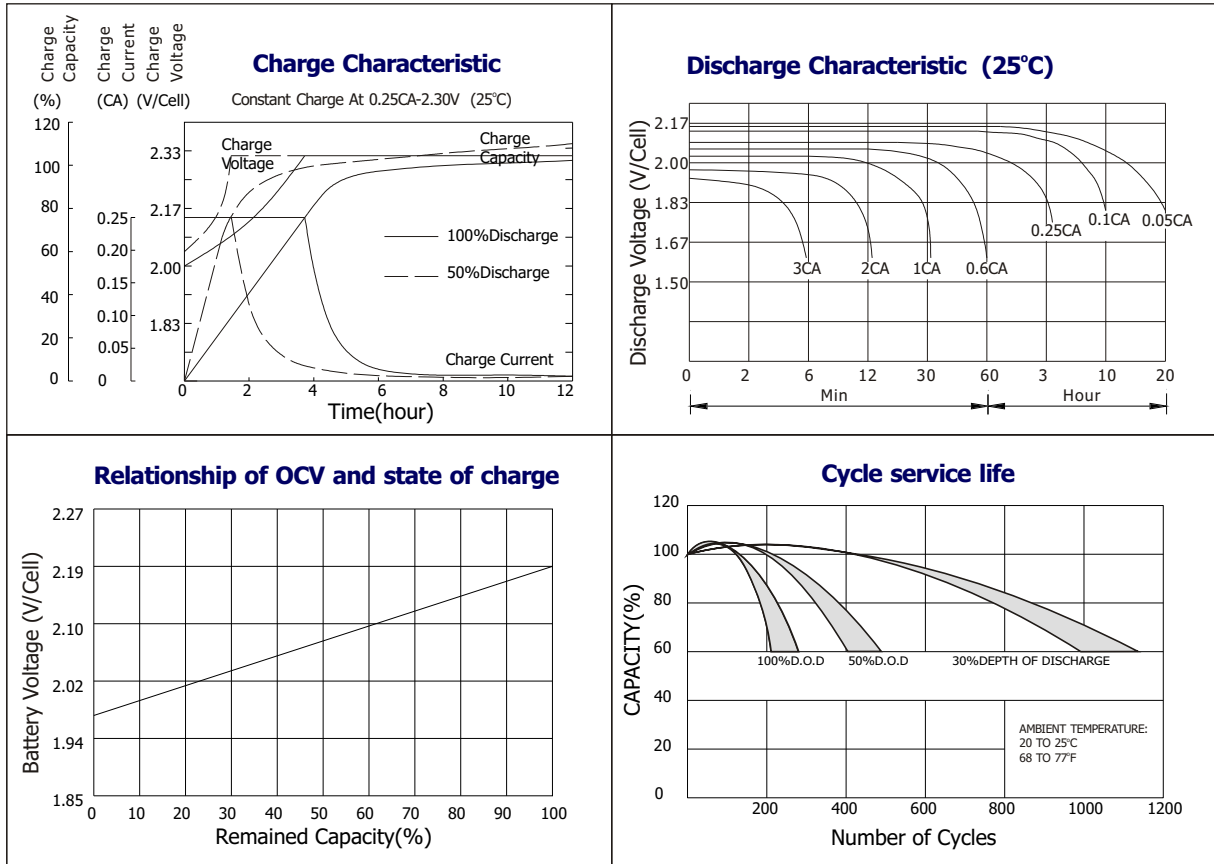 Charge Capacity
Charge Current
Charge Voltage
(%)
(CA)
(V/Cell)
Charge Characteristic
Constant Charge At 0.25CA-2.30V (25°C)
120
100
80
60
40
20
0
0.25
0.20
0.15
0.10
0.05
0
2.33
2.17
2.00
1.83
Charge
Voltage
Charge
Capacity
100%Discharge
50%Discharge
Charge Current
0 2 4 6 8 10 12
Time(hour)
Discharge Characteristic (25°C)
Discharge Voltage (V/Cell)
2.17
2.00
1.83
1.67
1.50
3CA 2CA 1CA 0.6CA 0.25CA 0.1CA 0.05CA
0 2 6 12 30 60 3 10 20
Min Hour
Relationship of OCV and state of charge
Battery Voltage (V/Cell)
2.27
2.19
2.10
2.02
1.94
1.85
0 10 20 30 40 50 60 70 80 90 100
Remained Capacity(%)
Cycle service life
CAPACITY(%)
120
100
80
60
40
20
0
100%D.O.D 50%D.O.D 30%DEPTH OF DISCHARGE
AMBIENT TEMPERATURE:
20 TO 25°C
68 TO 77°F
200 400 600 800 1000 1200
Number of Cycles